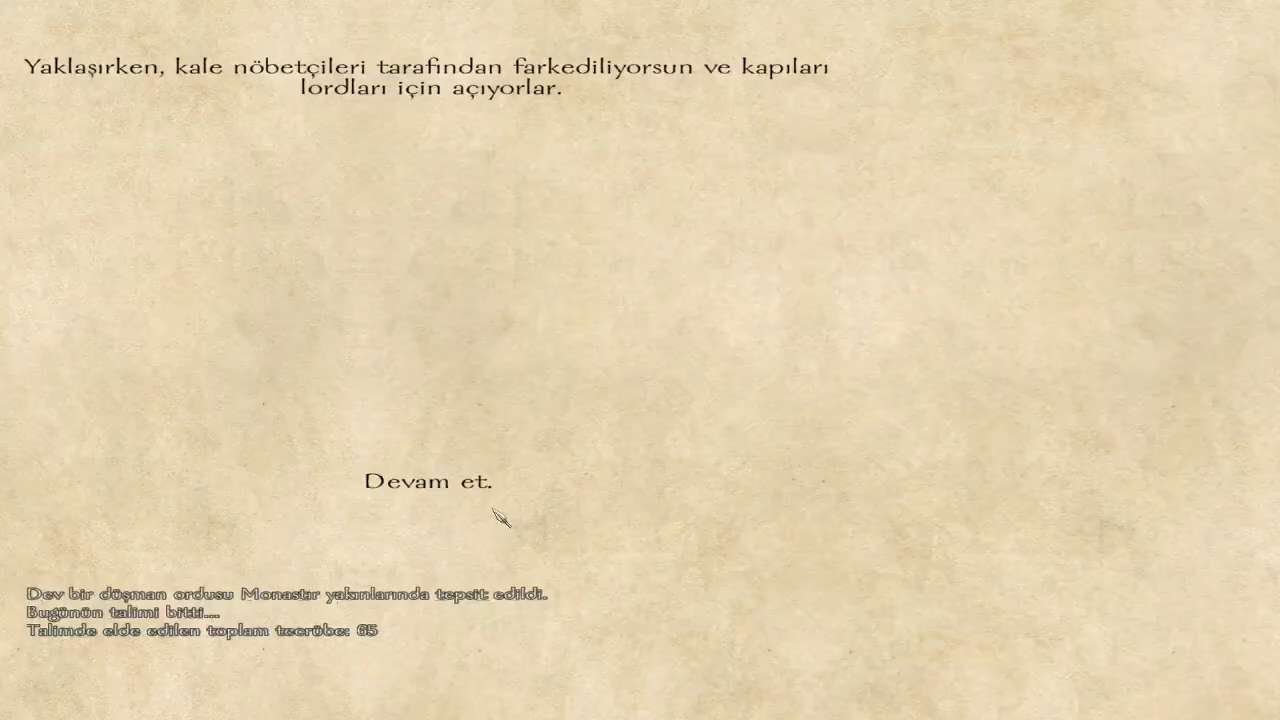 Yaklaşırken, kale nöbetçileri tarafından farkediliyorsun ve kapıları
lordları için açıyorlar.
Devam et.
Dev bir düşman ordusu Monastır yakınlarında tepsit edildi.
Bugünün talimi bitti...
Talimde elde edilen toplam tecrübe: 65